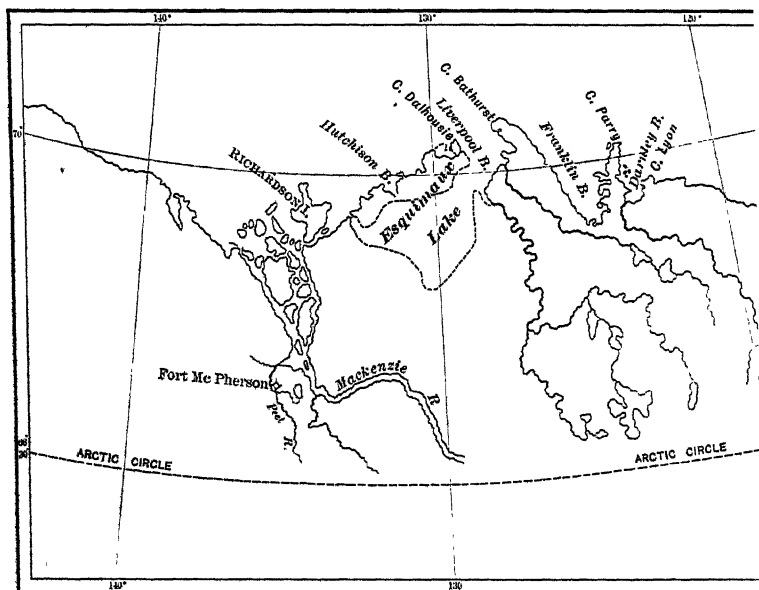 140°
130°
120°
70°
C. Bathurst
C. Dalhousie
Liverpool B.
Hutchison B.
C. Parry
Franklin B.
Darnley B.
C. Lyon
RICHARDSON I.
Esquimaux
Lake
Fort Mc Pherson
Mackenzie
R
Peel
R.
ARCTIC CIRCLE
ARCTIC CIRCLE
140°
130